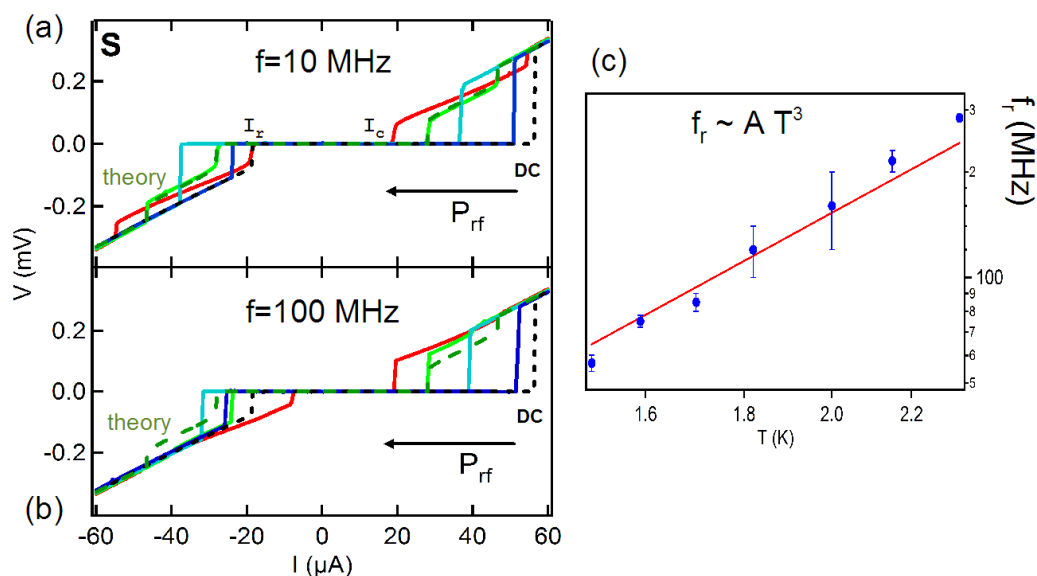 (a)
S
f=10 MHz
0.2
0.0
-0.2
I_r
I_c
DC
theory
P_rf
V (mV)
f=100 MHz
0.2
0.0
-0.2
DC
theory
P_rf
(b)
-60 -40 -20 0 20 40 60
I (µA)
(c)
f_r ~ A T^3
f_r (MHz)
3
2
100
9
8
7
6
5
1.6 1.8 2.0 2.2
T (K)